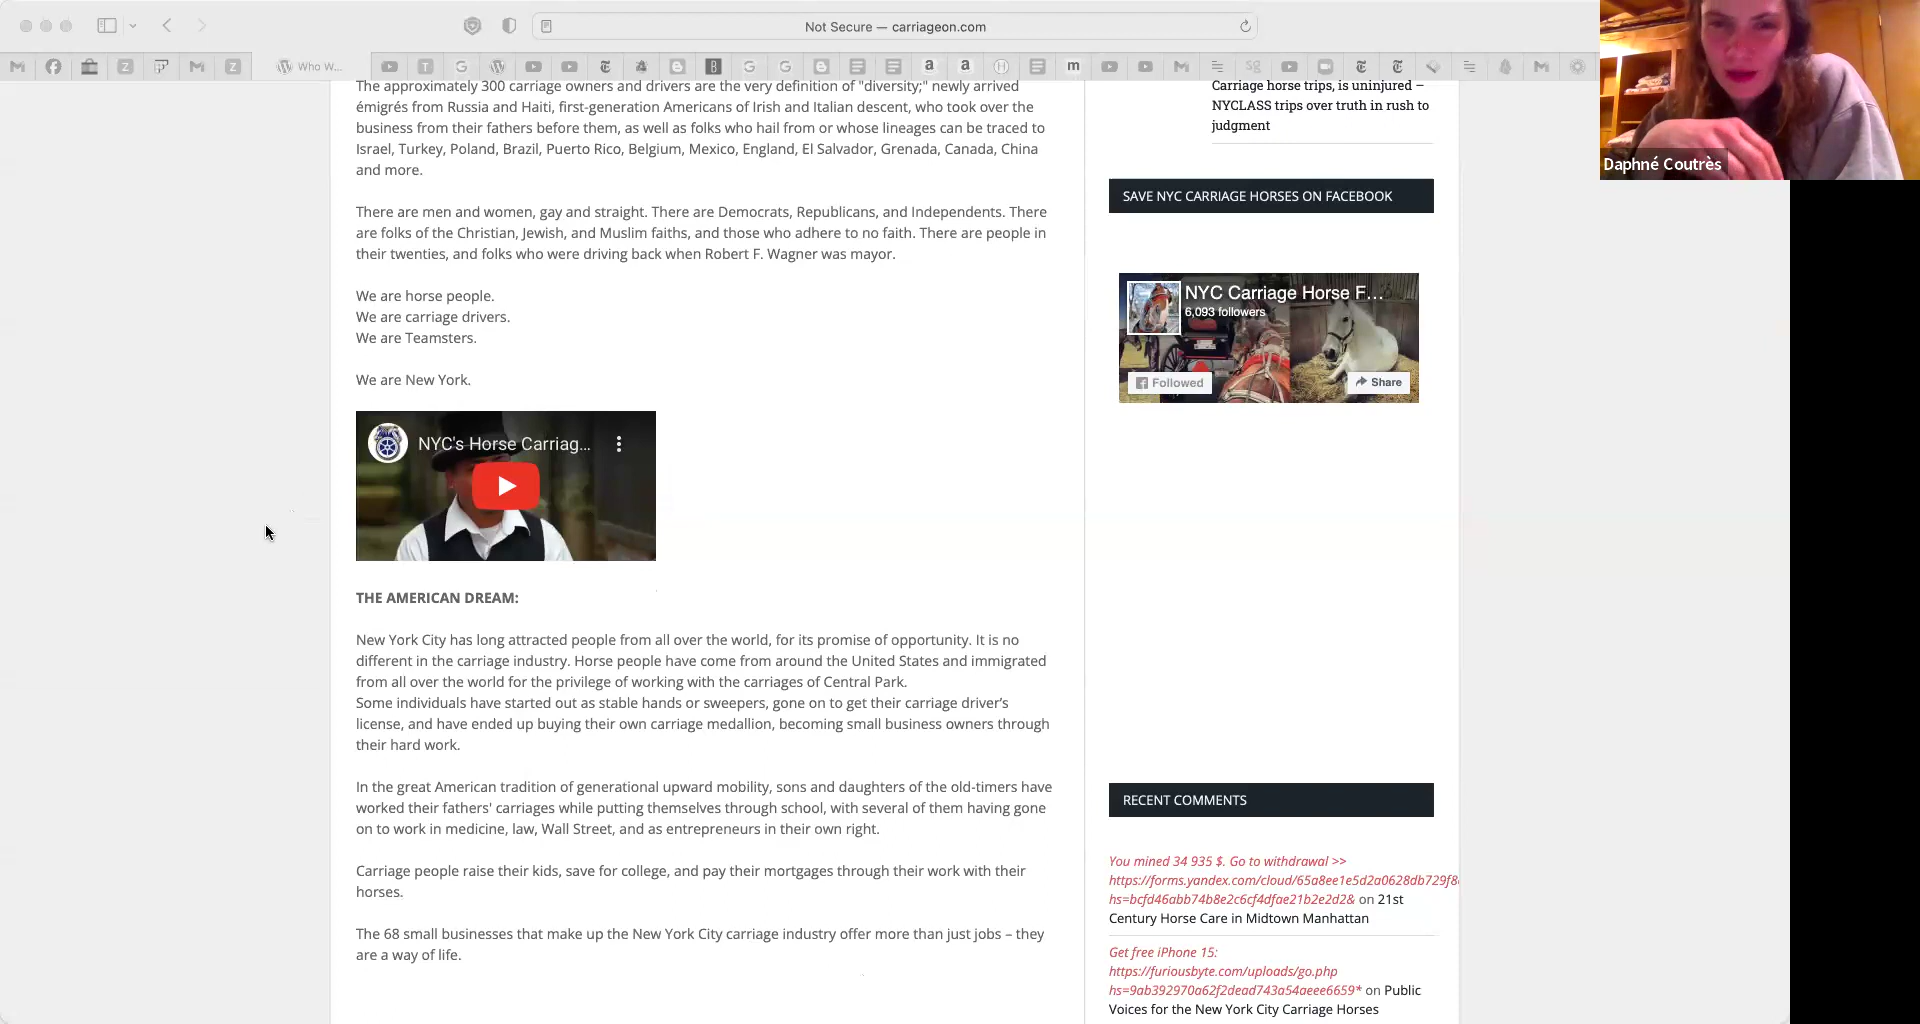 Not Secure — carriageon.com
Who W...
The approximately 300 carriage owners and drivers are the very definition of "diversity;" newly arrived
émigrés from Russia and Haiti, first-generation Americans of Irish and Italian descent, who took over the
business from their fathers before them, as well as folks who hail from or whose lineages can be traced to
Israel, Turkey, Poland, Brazil, Puerto Rico, Belgium, Mexico, England, El Salvador, Grenada, Canada, China
and more.
There are men and women, gay and straight. There are Democrats, Republicans, and Independents. There
are folks of the Christian, Jewish, and Muslim faiths, and those who adhere to no faith. There are people in
their twenties, and folks who were driving back when Robert F. Wagner was mayor.
We are horse people.
We are carriage drivers.
We are Teamsters.
We are New York.
NYC's Horse Carriag...
THE AMERICAN DREAM:
New York City has long attracted people from all over the world, for its promise of opportunity. It is no
different in the carriage industry. Horse people have come from around the United States and immigrated
from all over the world for the privilege of working with the carriages of Central Park.
Some individuals have started out as stable hands or sweepers, gone on to get their carriage driver's
license, and have ended up buying their own carriage medallion, becoming small business owners through
their hard work.
In the great American tradition of generational upward mobility, sons and daughters of the old-timers have
worked their fathers' carriages while putting themselves through school, with several of them having gone
on to work in medicine, law, Wall Street, and as entrepreneurs in their own right.
Carriage people raise their kids, save for college, and pay their mortgages through their work with their
horses.
The 68 small businesses that make up the New York City carriage industry offer more than just jobs – they
are a way of life.
Carriage horse trips, is uninjured –
NYCLASS trips over truth in rush to
judgment
SAVE NYC CARRIAGE HORSES ON FACEBOOK
NYC Carriage Horse F...
6,093 followers
Followed
Share
RECENT COMMENTS
You mined 34 935 $. Go to withdrawal >>
https://forms.yandex.com/cloud/65a8ee1e5d2a0628db729f8
hs=bcfd46abb74b8e2c6cf4dfae21b2e2d2& on 21st
Century Horse Care in Midtown Manhattan
Get free iPhone 15:
https://furiousbyte.com/uploads/go.php
hs=9ab392970a62f2dead743a54aeee6659* on Public
Voices for the New York City Carriage Horses
Daphné Coutrès